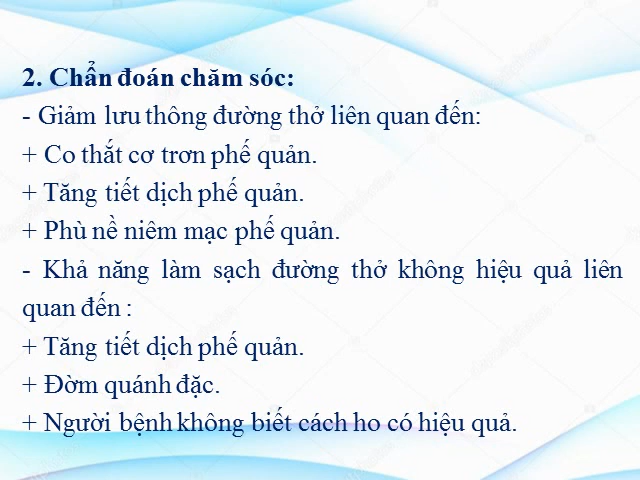 2. Chẩn đoán chăm sóc:
- Giảm lưu thông đường thở liên quan đến:
+ Co thắt cơ trơn phế quản.
+ Tăng tiết dịch phế quản.
+ Phù nề niêm mạc phế quản.
- Khả năng làm sạch đường thở không hiệu quả liên
quan đến :
+ Tăng tiết dịch phế quản.
+ Đờm quánh đặc.
+ Người bệnh không biết cách ho có hiệu quả.